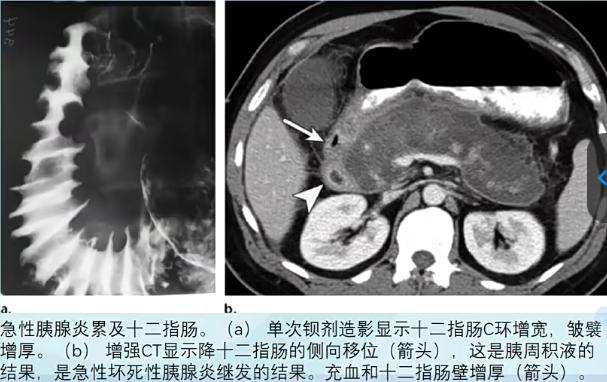 a.
b.
急性胰腺炎累及十二指肠。（a） 单次钡剂造影显示十二指肠C环增宽，皱襞
增厚。（b） 增强CT显示降十二指肠的侧向移位（箭头），这是胰周积液的
结果，是急性坏死性胰腺炎继发的结果。充血和十二指肠壁增厚（箭头）。